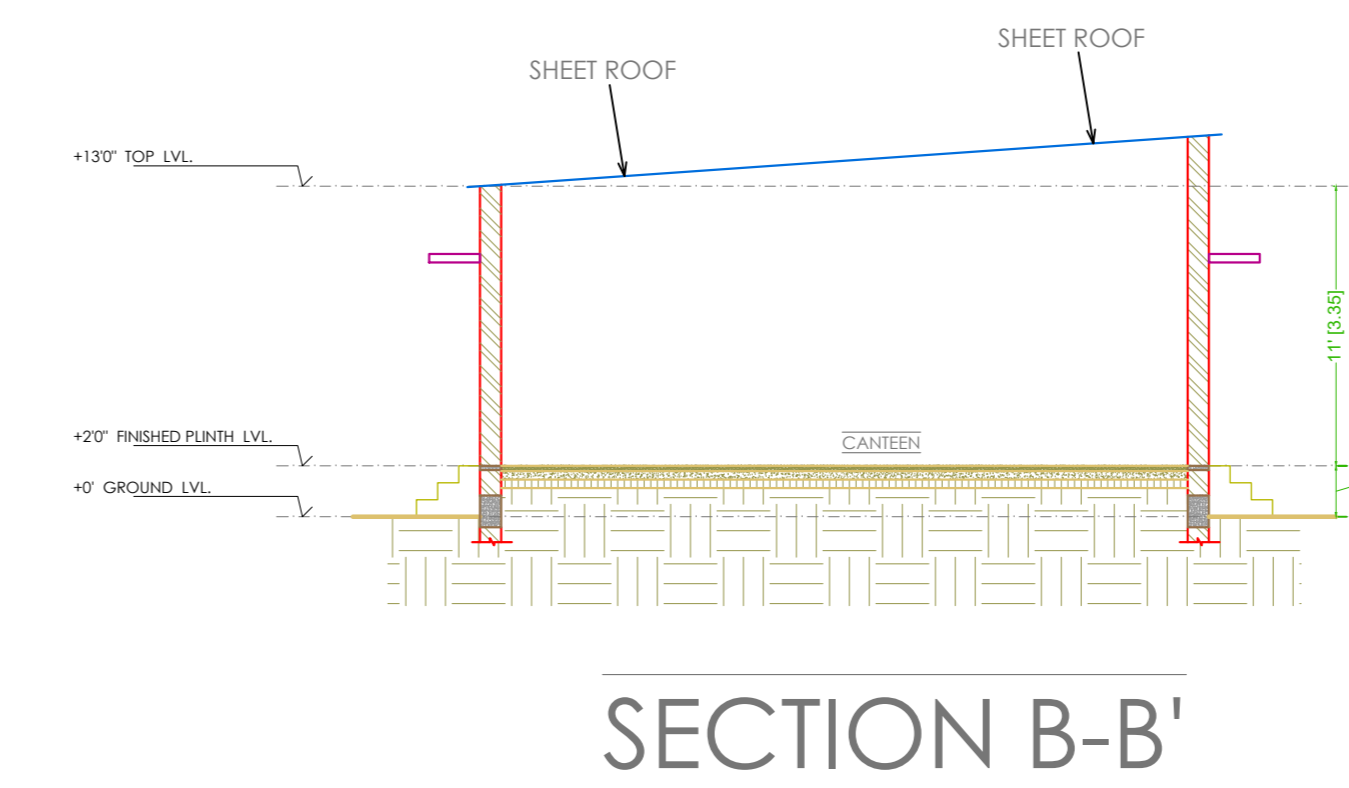 SHEET ROOF
SHEET ROOF
+13'0" TOP LVL.
11' [3.35]
+2'0" FINISHED PLINTH LVL.
CANTEEN
+0' GROUND LVL.
SECTION B-B'